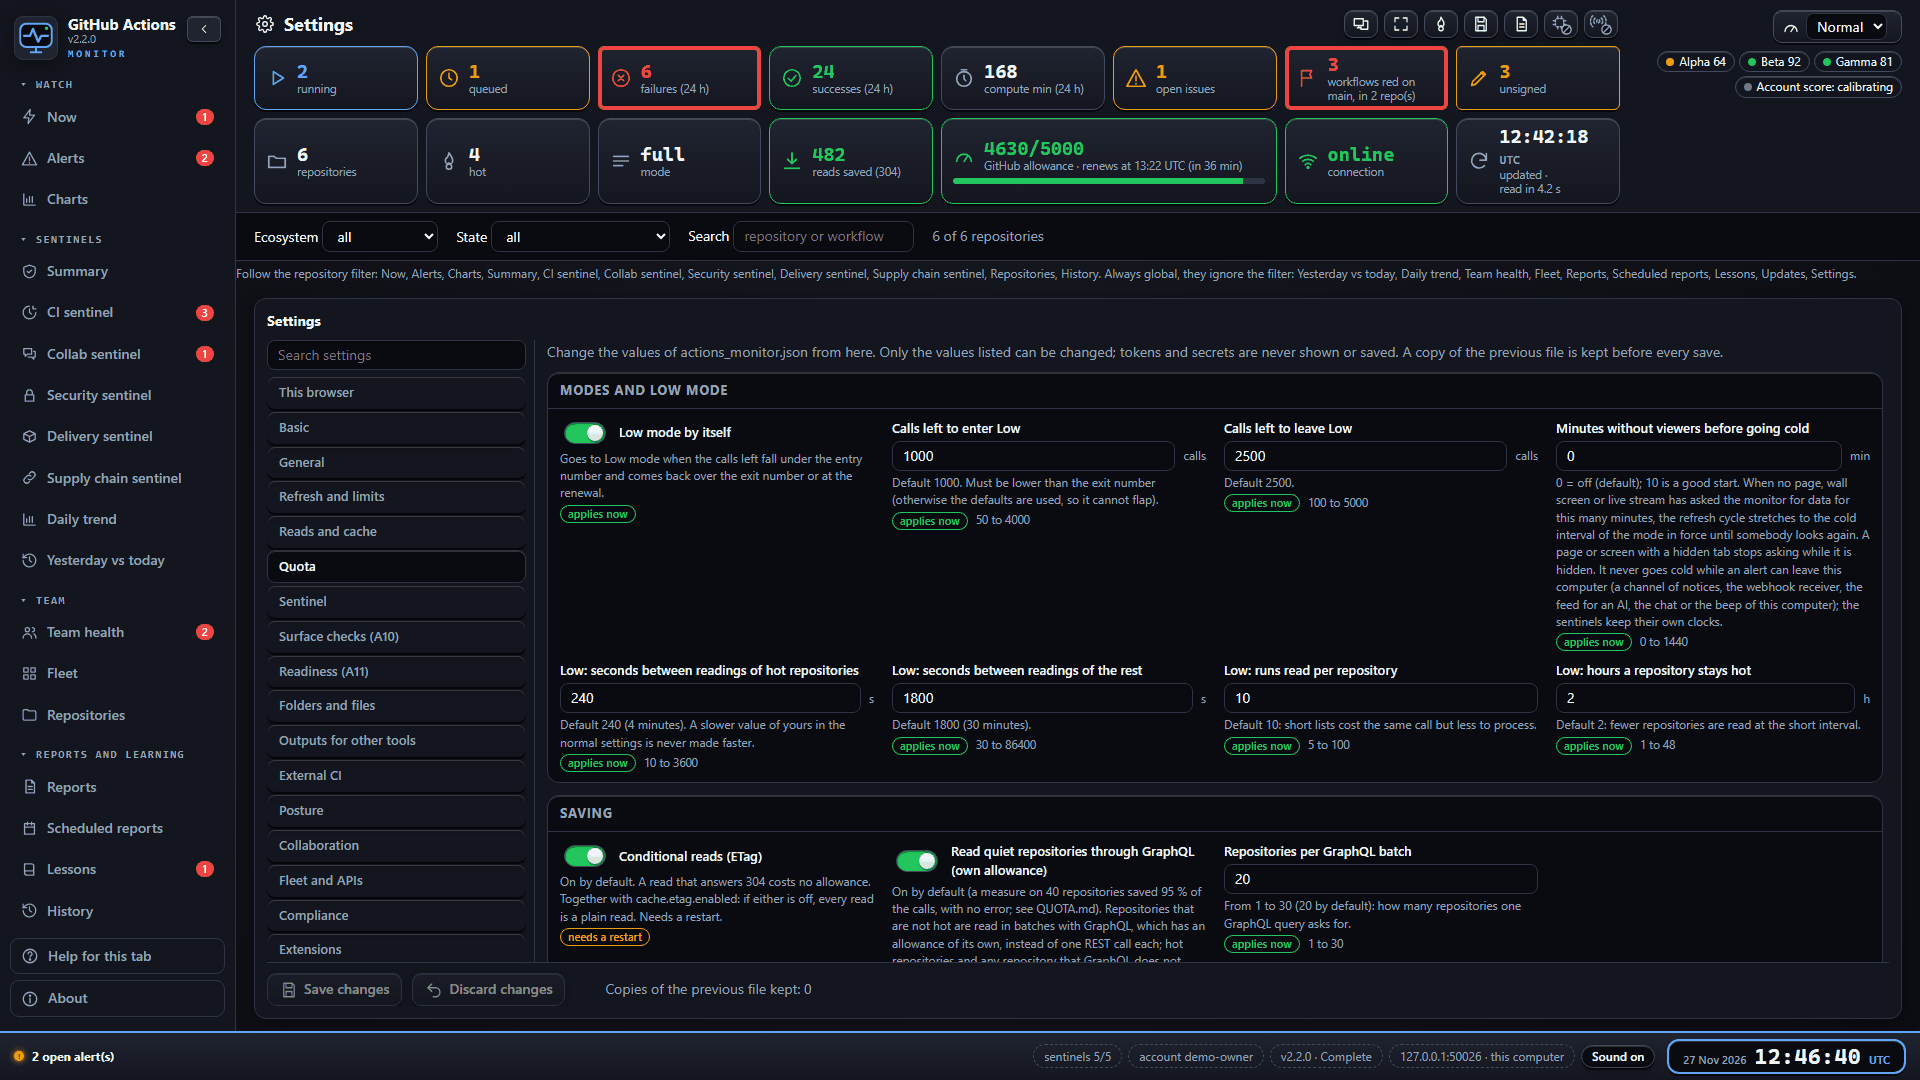 GitHub Actions
v2.2.0
MONITOR
WATCH
Now 1
Alerts 2
Charts
SENTINELS
Summary
CI sentinel 3
Collab sentinel 1
Security sentinel
Delivery sentinel
Supply chain sentinel
Daily trend
Yesterday vs today
TEAM
Team health 2
Fleet
Repositories
REPORTS AND LEARNING
Reports
Scheduled reports
Lessons 1
History
Help for this tab
About
Settings
Normal
2
running
1
queued
6
failures (24 h)
24
successes (24 h)
168
compute min (24 h)
1
open issues
3
workflows red on
main, in 2 repo(s)
3
unsigned
Alpha 64
Beta 92
Gamma 81
Account score: calibrating
6
repositories
4
hot
full
mode
482
reads saved (304)
4630/5000
GitHub allowance · renews at 13:22 UTC (in 36 min)
online
connection
12:42:18
UTC
updated ·
read in 4.2 s
Ecosystem all State all Search repository or workflow 6 of 6 repositories
Follow the repository filter: Now, Alerts, Charts, Summary, CI sentinel, Collab sentinel, Security sentinel, Delivery sentinel, Supply chain sentinel, Repositories, History. Always global, they ignore the filter: Yesterday vs today, Daily trend, Team health, Fleet, Reports, Scheduled reports, Lessons, Updates, Settings.
Settings
Search settings
This browser
Basic
General
Refresh and limits
Reads and cache
Quota
Sentinel
Surface checks (A10)
Readiness (A11)
Folders and files
Outputs for other tools
External CI
Posture
Collaboration
Fleet and APIs
Compliance
Extensions
Change the values of actions_monitor.json from here. Only the values listed can be changed; tokens and secrets are never shown or saved. A copy of the previous file is kept before every save.
MODES AND LOW MODE
Low mode by itself
Goes to Low mode when the calls left fall under the entry
number and comes back over the exit number or at the
renewal.
applies now
Calls left to enter Low
1000 calls
Default 1000. Must be lower than the exit number
(otherwise the defaults are used, so it cannot flap).
applies now 50 to 4000
Calls left to leave Low
2500 calls
Default 2500.
applies now 100 to 5000
Minutes without viewers before going cold
0 min
0 = off (default); 10 is a good start. When no page, wall
screen or live stream has asked the monitor for data for
this many minutes, the refresh cycle stretches to the cold
interval of the mode in force until somebody looks again. A
page or screen with a hidden tab stops asking while it is
hidden. It never goes cold while an alert can leave this
computer (a channel of notices, the webhook receiver, the
feed for an AI, the chat or the beep of this computer); the
sentinels keep their own clocks.
applies now 0 to 1440
Low: seconds between readings of hot repositories
240 s
Default 240 (4 minutes). A slower value of yours in the
normal settings is never made faster.
applies now 10 to 3600
Low: seconds between readings of the rest
1800 s
Default 1800 (30 minutes).
applies now 30 to 86400
Low: runs read per repository
10
Default 10: short lists cost the same call but less to process.
applies now 5 to 100
Low: hours a repository stays hot
2 h
Default 2: fewer repositories are read at the short interval.
applies now 1 to 48
SAVING
Conditional reads (ETag)
On by default. A read that answers 304 costs no allowance.
Together with cache.etag.enabled: if either is off, every read
is a plain read. Needs a restart.
needs a restart
Read quiet repositories through GraphQL
(own allowance)
On by default (a measure on 40 repositories saved 95 % of
the calls, with no error; see QUOTA.md). Repositories that
are not hot are read in batches with GraphQL, which has an
allowance of its own, instead of one REST call each; hot
repositories and any repository that GraphQL does not
Repositories per GraphQL batch
20
From 1 to 30 (20 by default): how many repositories one
GraphQL query asks for.
applies now 1 to 30
Save changes
Discard changes
Copies of the previous file kept: 0
2 open alert(s)
sentinels 5/5
account demo-owner
v2.2.0 · Complete
127.0.0.1:50026 · this computer
Sound on
27 Nov 2026 12:46:40 UTC